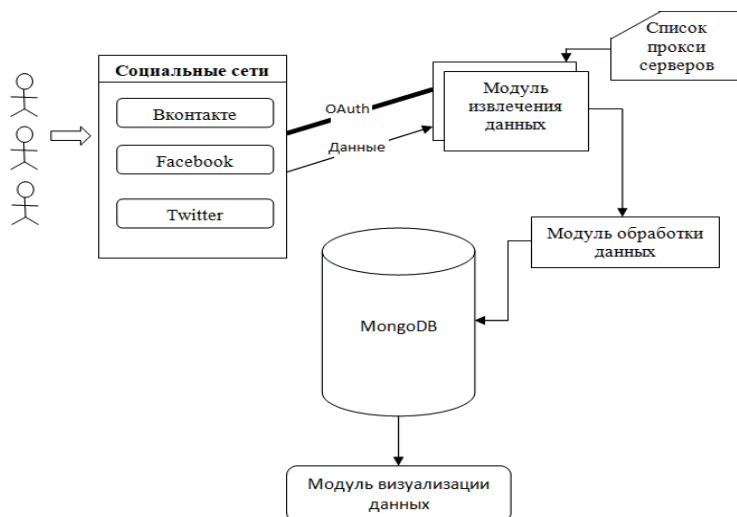 Социальные сети
Вконтакте
Facebook
Twitter
OAuth
Данные
Модуль
извлечения
данных
Список
прокси
серверов
Модуль обработки
данных
MongoDB
Модуль визуализации
данных